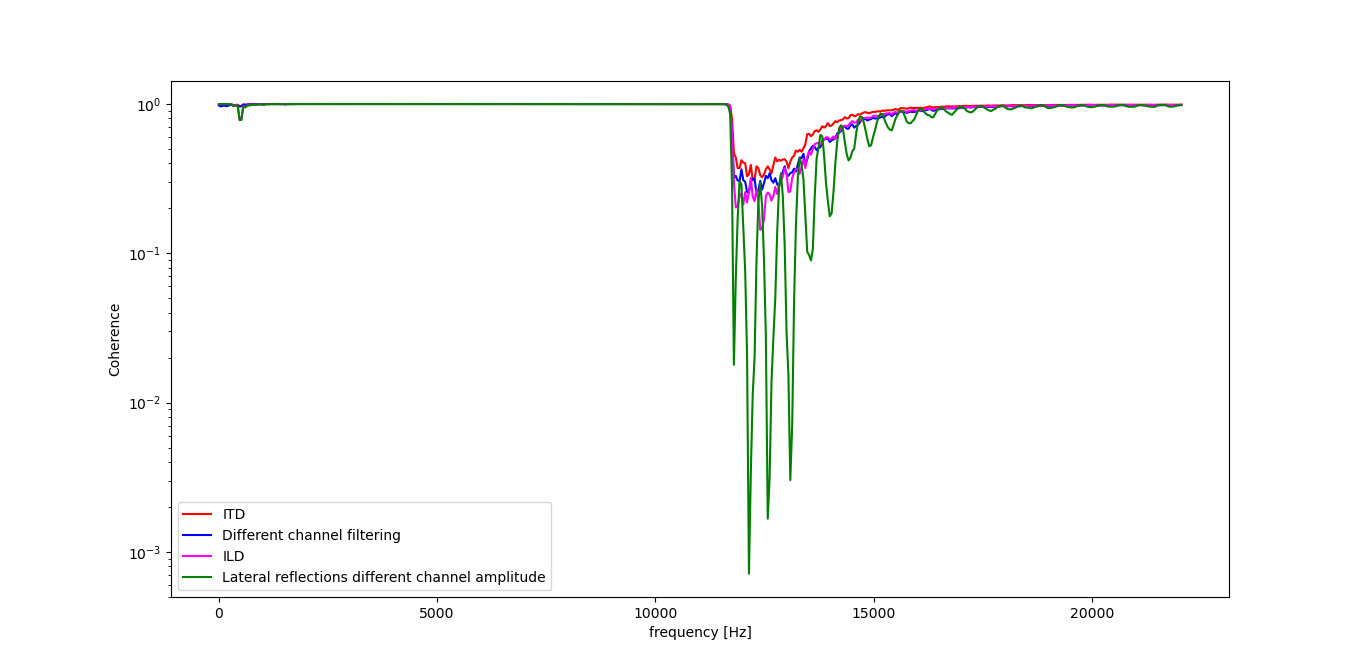 10⁰
10⁻¹
10⁻²
10⁻³
Coherence
ITD
Different channel filtering
ILD
Lateral reflections different channel amplitude
0 5000 10000 15000 20000
frequency [Hz]